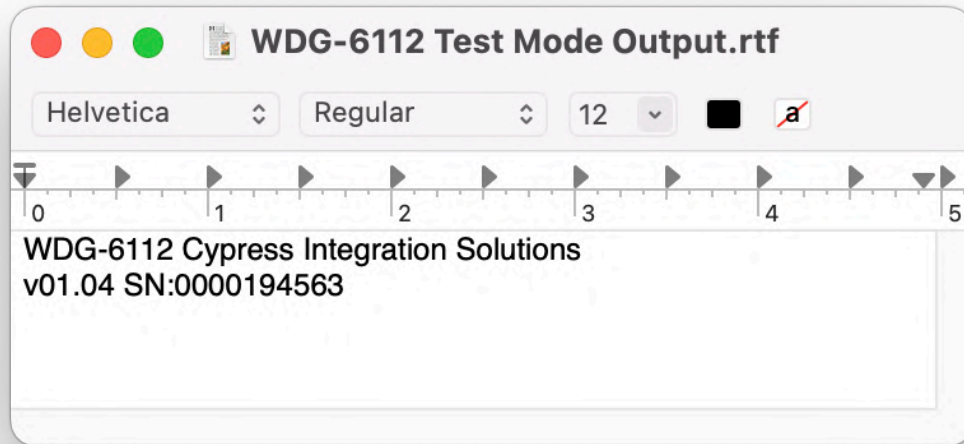 WDG-6112 Test Mode Output.rtf
Helvetica Regular 12 a
0 1 2 3 4 5
WDG-6112 Cypress Integration Solutions
v01.04 SN:0000194563